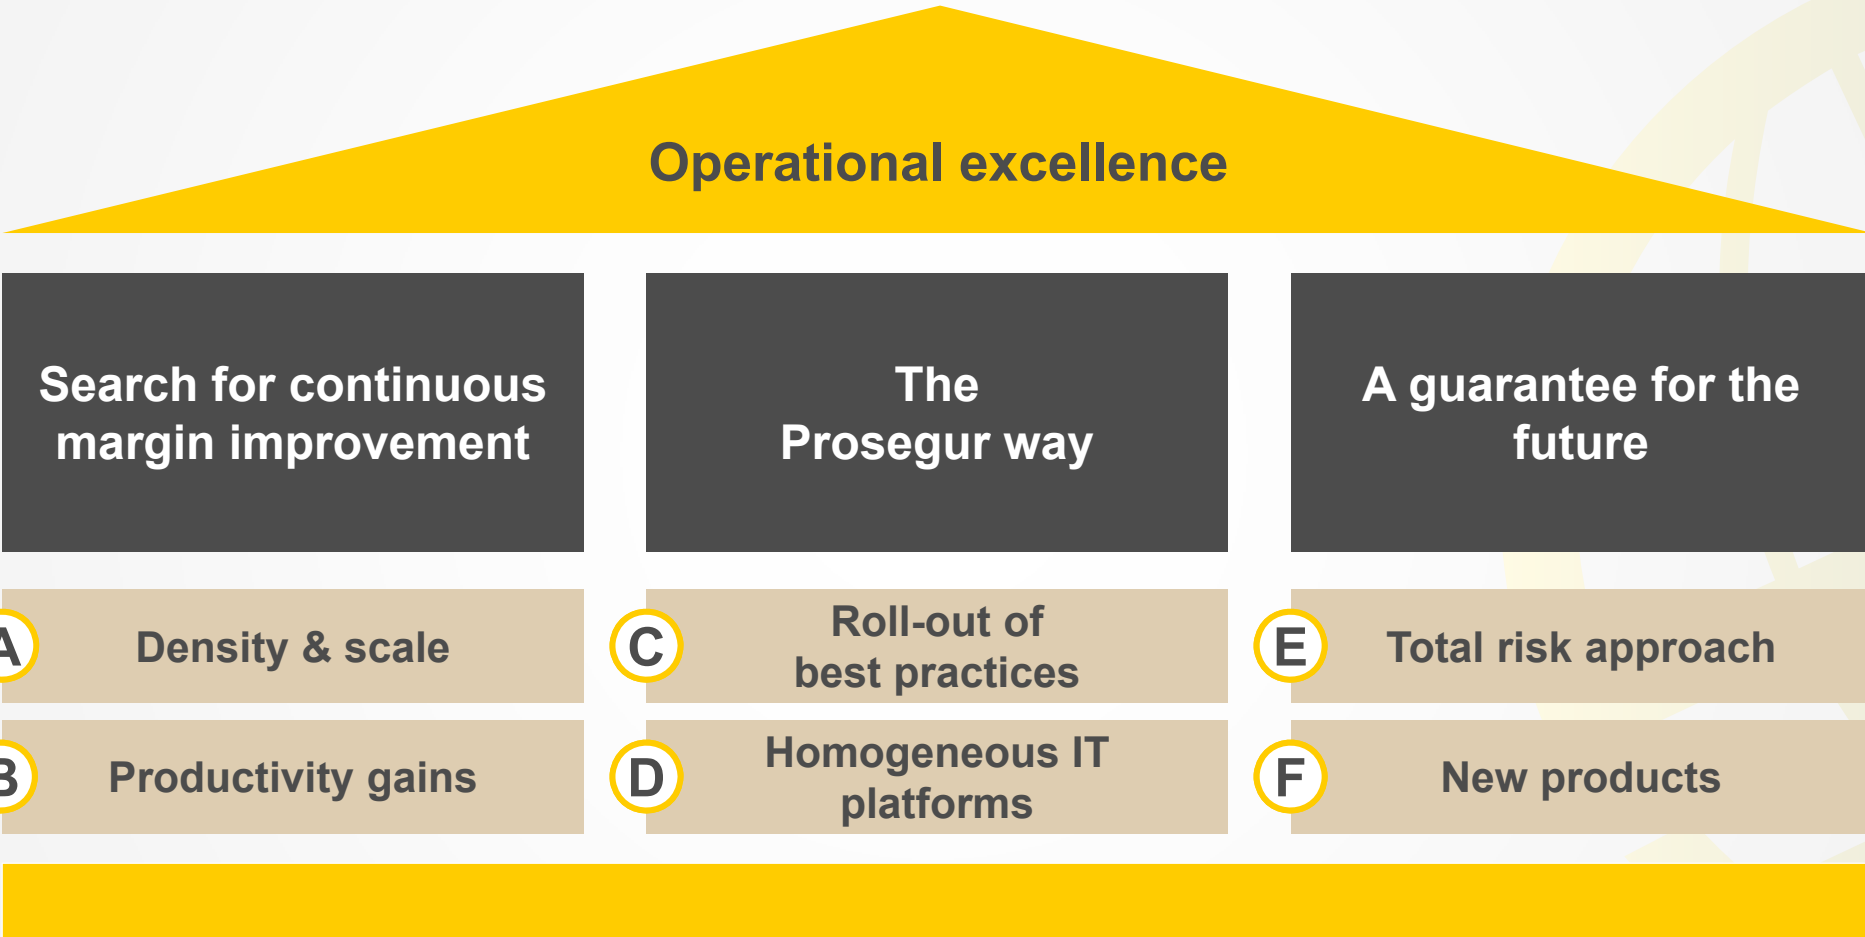 Operational excellence
Search for continuous
margin improvement
The
Prosegur way
A guarantee for the
future
A
Density & scale
B
Productivity gains
C
Roll-out of
best practices
D
Homogeneous IT
platforms
E
Total risk approach
F
New products